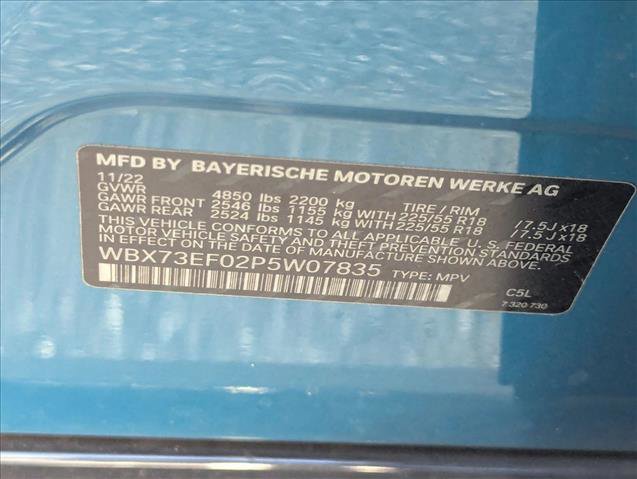 MFD BY BAYERISCHE MOTOREN WERKE AG
11/22
GVWR 4850 lbs 2200 kg TIRE / RIM
GAWR FRONT 2546 lbs 1155 kg WITH 225/55 R18 / 7.5J x18
GAWR REAR 2524 lbs 1145 kg WITH 225/55 R18 / 7.5J x18
THIS VEHICLE CONFORMS TO ALL APPLICABLE U.S. FEDERAL
MOTOR VEHICLE SAFETY AND THEFT PREVENTION STANDARDS
IN EFFECT ON THE DATE OF MANUFACTURE SHOWN ABOVE.
WBX73EF02P5W07835 TYPE: MPV
C5L
7 320 730